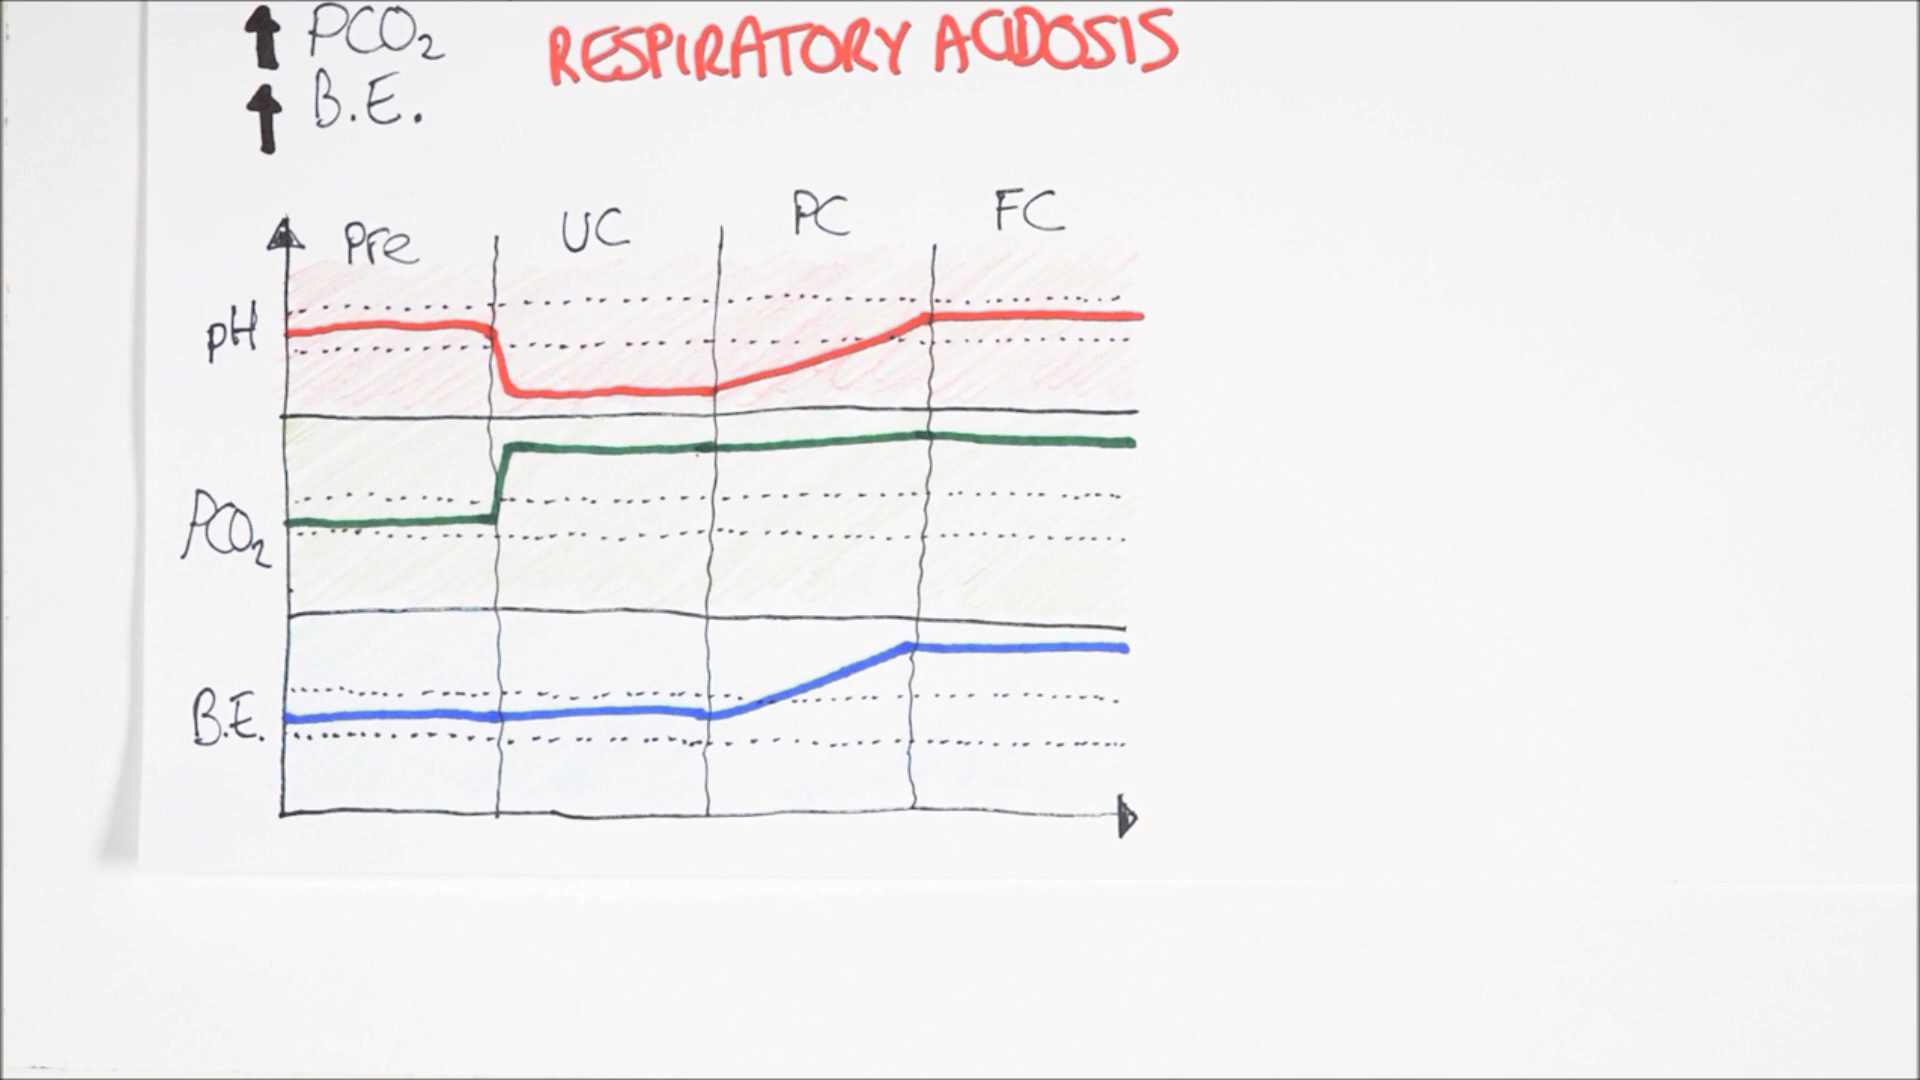 ↑ PCO₂
RESPIRATORY ACIDOSIS
↑ B.E.
Pre UC PC FC
pH
PCO₂
B.E.